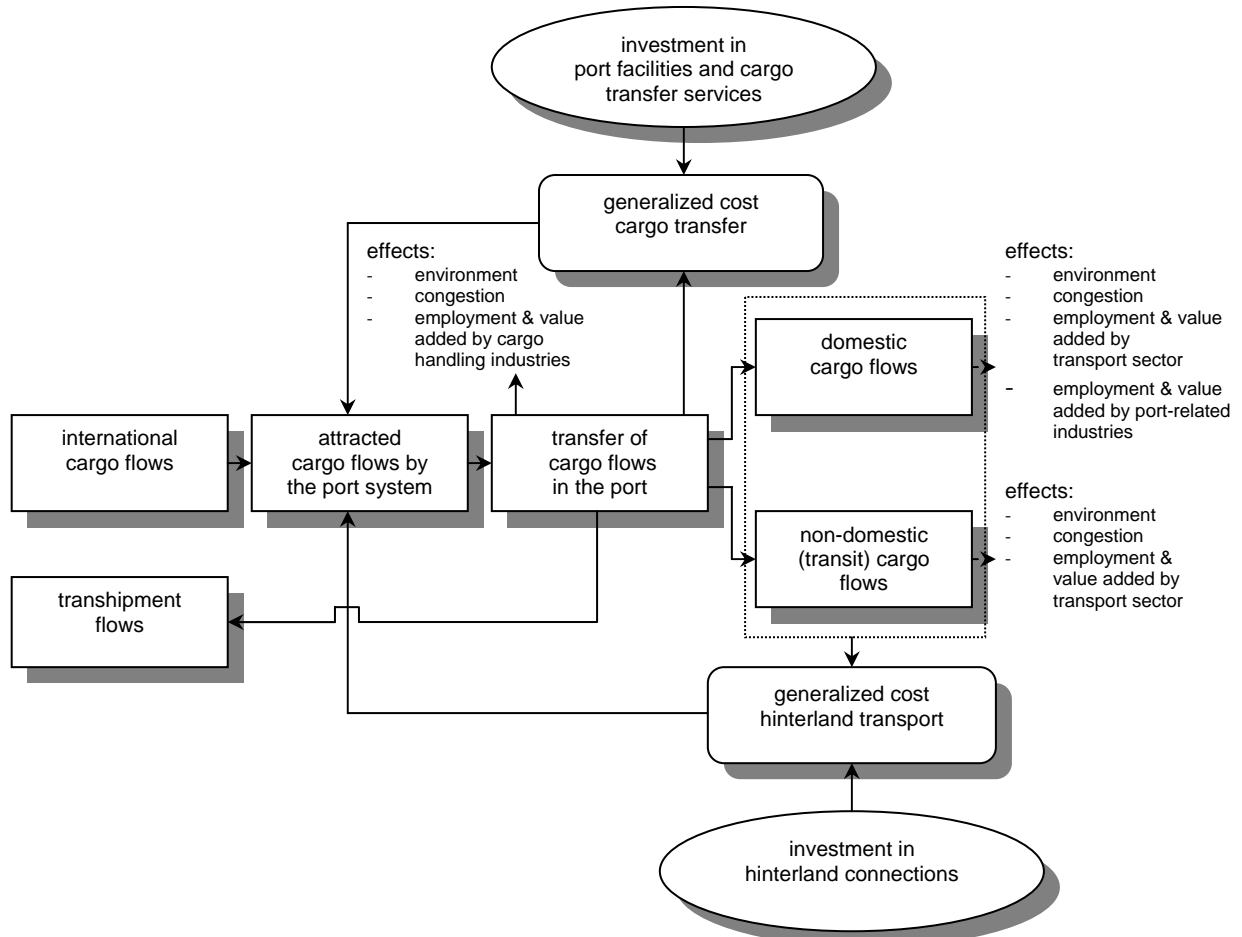 investment in
port facilities and cargo
transfer services
generalized cost
cargo transfer
effects:
- environment
- congestion
- employment & value
added by cargo
handling industries
effects:
- environment
- congestion
- employment & value
added by
transport sector
- employment & value
added by port-related
industries
domestic
cargo flows
international
cargo flows
attracted
cargo flows by
the port system
transfer of
cargo flows
in the port
non-domestic
(transit) cargo
flows
effects:
- environment
- congestion
- employment &
value added by
transport sector
transhipment
flows
generalized cost
hinterland transport
investment in
hinterland connections